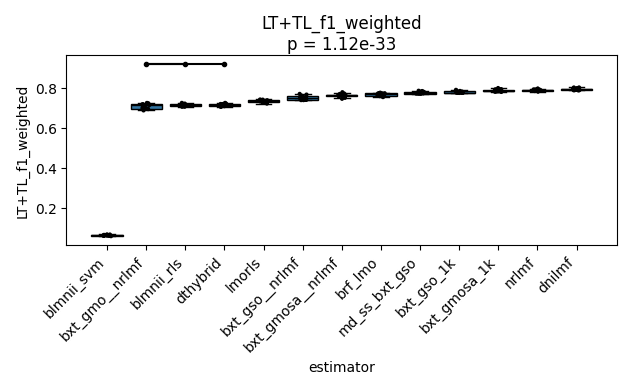 LT+TL_f1_weighted
p = 1.12e-33
LT+TL_f1_weighted
0.8
0.6
0.4
0.2
blmnii_svm
bxt_gmo__nrlmf
blmnii_rls
dthybrid
lmorls
bxt_gso__nrlmf
bxt_gmosa__nrlmf
brf_lmo
md_ss_bxt_gso
bxt_gso_1k
bxt_gmosa_1k
nrlmf
dnilmf
estimator